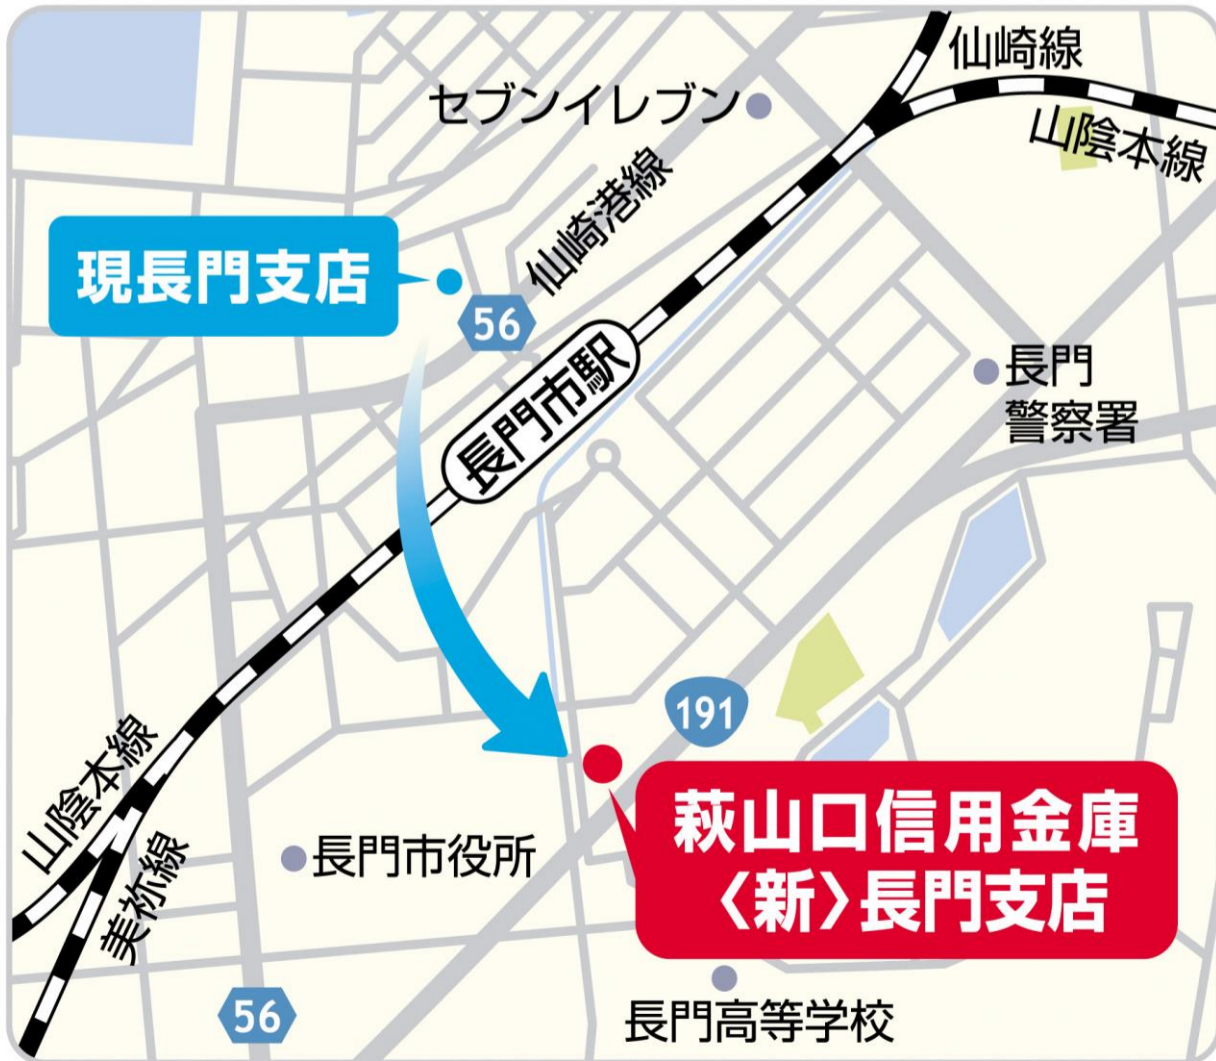 仙崎線
セブンイレブン
山陰本線
仙崎港線
現長門支店
56
長門市駅
長門
警察署
191
山陰本線
萩山口信用金庫
〈新〉長門支店
長門市役所
美祢線
56
長門高等学校